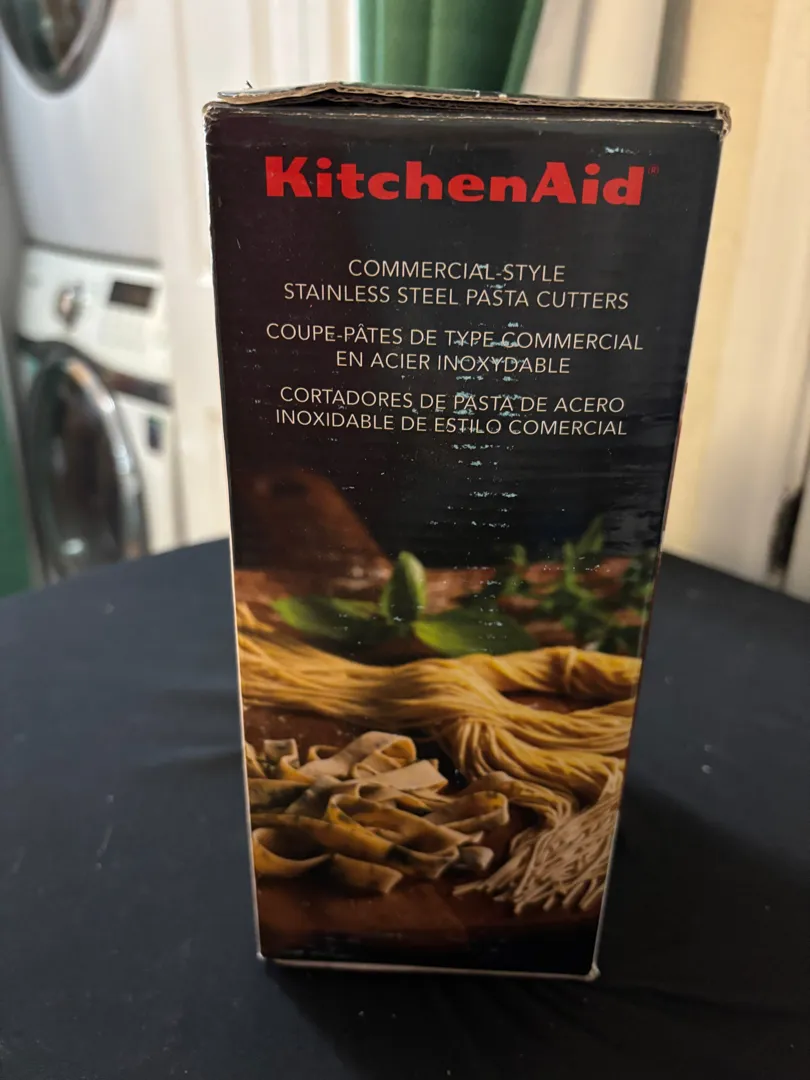 KitchenAid®
COMMERCIAL-STYLE
STAINLESS STEEL PASTA CUTTERS
COUPE-PÂTES DE TYPE COMMERCIAL
EN ACIER INOXYDABLE
CORTADORES DE PASTA DE ACERO
INOXIDABLE DE ESTILO COMERCIAL